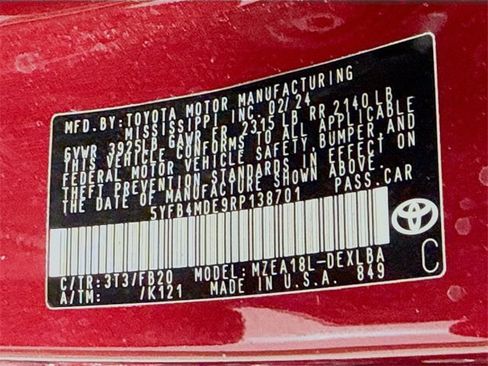 MFD. BY: TOYOTA MOTOR MANUFACTURING
MISSISSIPPI INC. 02/24
GVWR 3925LB GAWR FR 2315 LB RR 2140 LB
THIS VEHICLE CONFORMS TO ALL APPLICABLE
FEDERAL MOTOR VEHICLE SAFETY, BUMPER, AND
THEFT PREVENTION STANDARDS IN EFFECT ON
THE DATE OF MANUFACTURE SHOWN ABOVE.
5YFB4MDE9RP138701 PASS.CAR
C/TR: 3T3/FB20 MODEL: MZEA18L-DEXLBA
A/TM: /K121 MADE IN U.S.A. 849
C